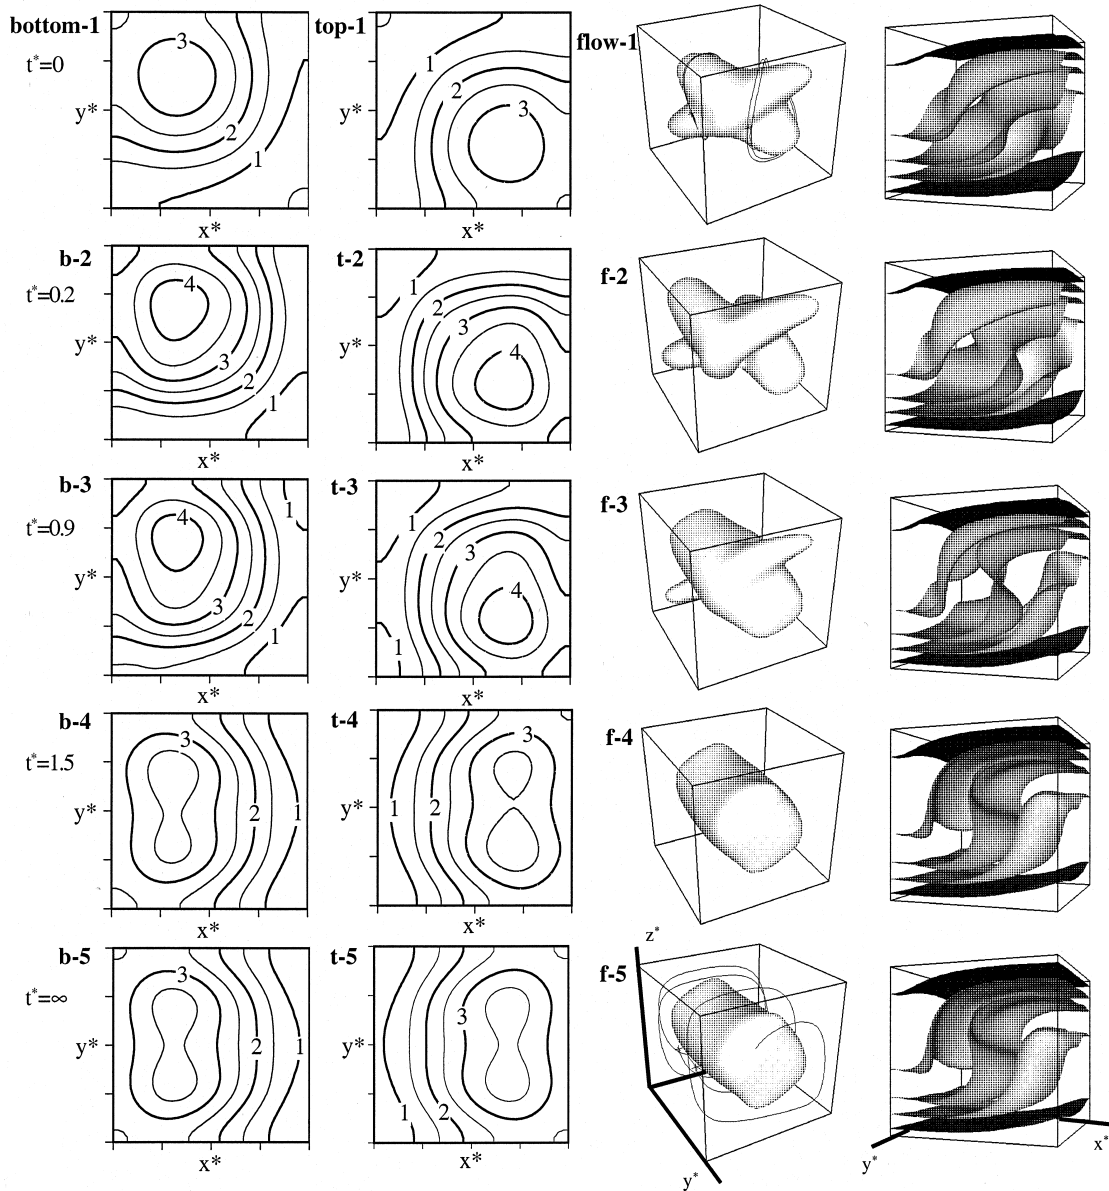 bottom-1 top-1 flow-1
t*=0
3 2 1
1 2 3
y* y*
x* x*
b-2 t-2 f-2
t*=0.2
4 3 2 1
1 2 3 4
y* y*
x* x*
b-3 t-3 f-3
t*=0.9
4 1 3 2 1
1 2 3 4 1
y* y*
x* x*
b-4 t-4 f-4
t*=1.5
3 2 1
3 1 2
y* y*
x* x*
b-5 t-5 f-5
t*=∞
3 2 1
3 1 2
y* y*
x* x*
z*
y*
y* x*